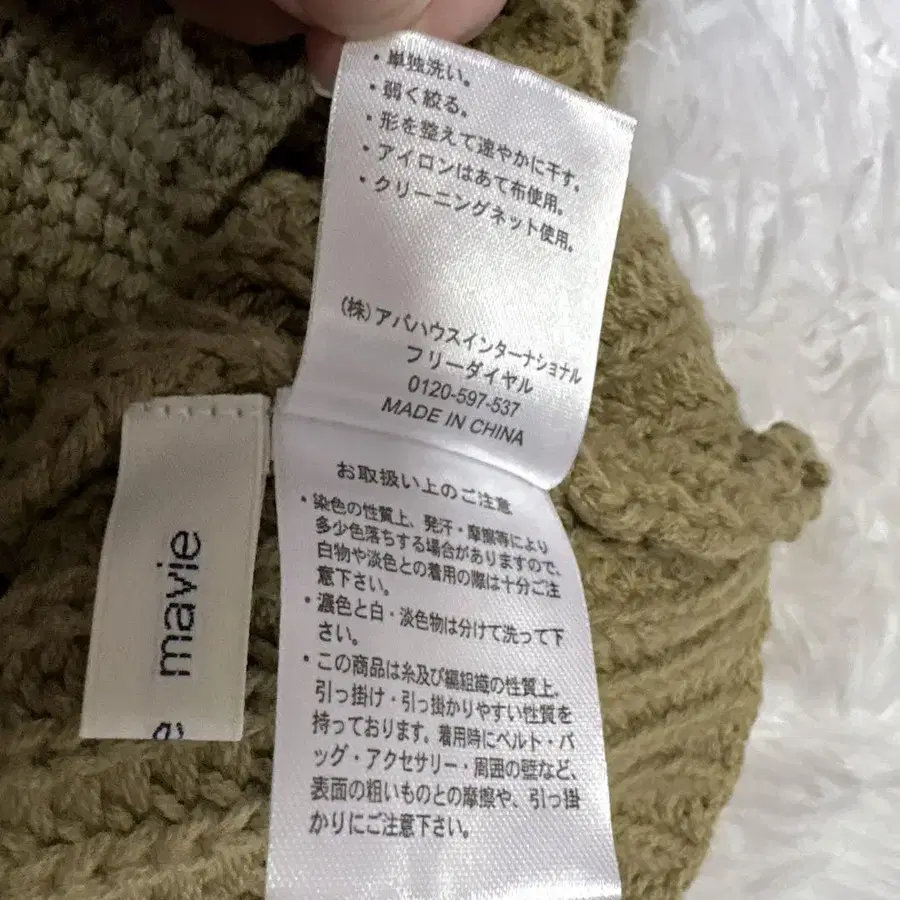 ・単独洗い。
・弱く絞る。
・形を整えて速やかに干す。
・アイロンはあて布使用。
・クリーニングネット使用。
(株)アバハウスインターナショナル
フリーダイヤル
0120-597-537
MADE IN CHINA
お取扱い上のご注意
・染色の性質上、発汗・摩擦等により
多少色落ちする場合がありますので、
白物や淡色との着用の際は十分ご注
意下さい。
・濃色と白・淡色物は分けて洗って下
さい。
・この商品は糸及び編組織の性質上、
引っ掛け・引っ掛かりやすい性質を
持っております。着用時にベルト・バ
ッグ・アクセサリー・周囲の壁など、
表面の粗いものとの摩擦や、引っ掛
かりにご注意下さい。
mavie
e